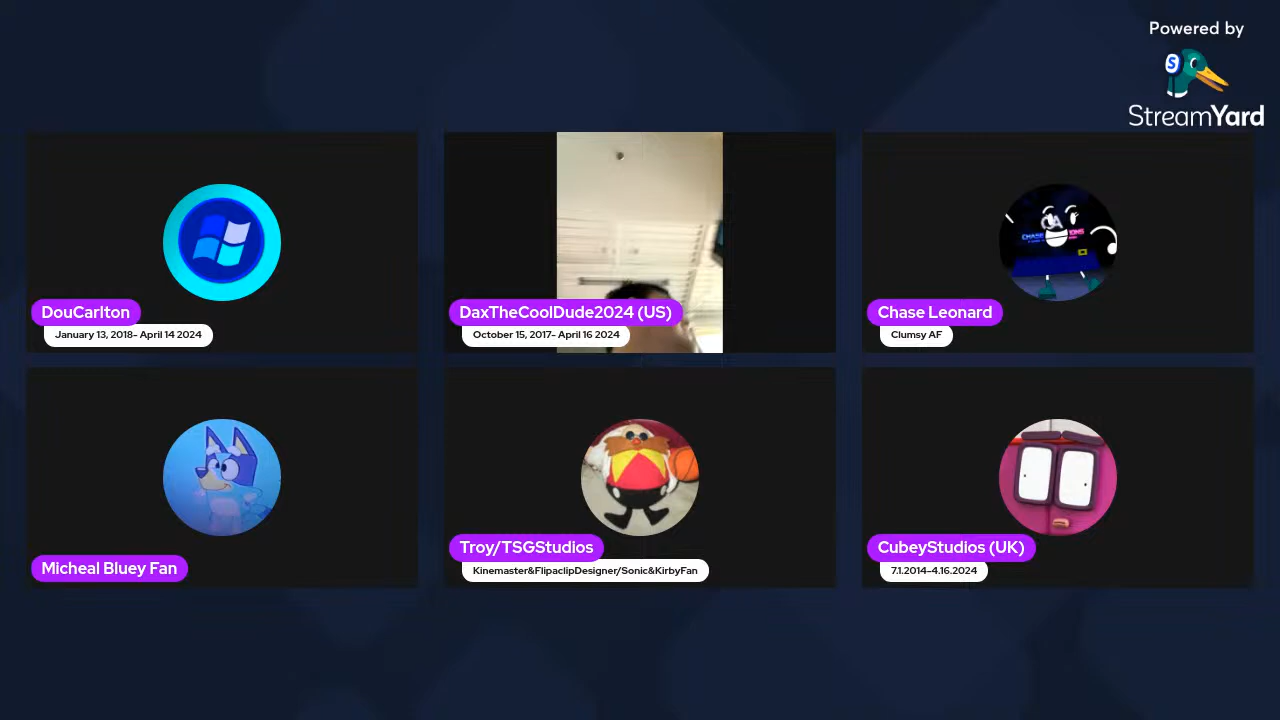 Powered by
S
StreamYard
DouCarlton
January 13, 2018- April 14 2024
DaxTheCoolDude2024 (US)
October 15, 2017- April 16 2024
Chase Leonard
Clumsy AF
Micheal Bluey Fan
Troy/TSGStudios
Kinemaster&FlipaclipDesigner/Sonic&KirbyFan
CubeyStudios (UK)
7.1.2014-4.16.2024